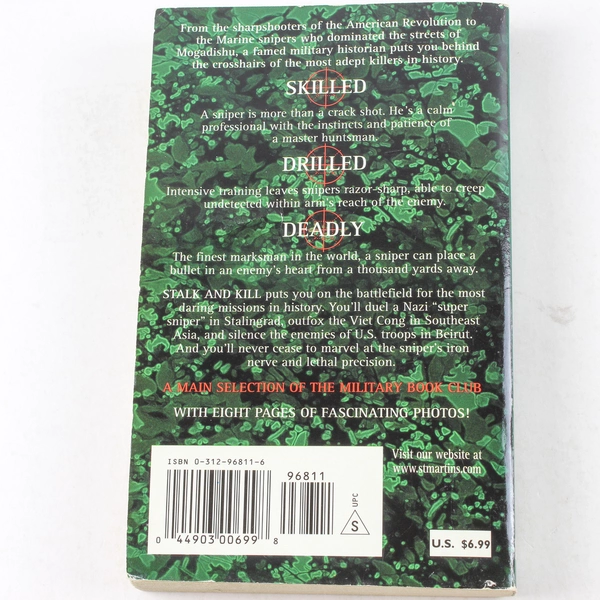 From the sharpshooters of the American Revolution to
the Marine Snipers who dominated the streets of
Mogadishu, a famed military historian puts you behind
the crosshairs of the most adept killers in history.
SKILLED
A sniper is more than a crack shot. He's a calm
professional with the instincts and patience of
a master huntsman.
DRILLED
Intensive training leaves snipers razor-sharp, able to creep
undetected within arm's reach of the enemy.
DEADLY
The finest marksman in the world, a sniper can place a
bullet in an enemy's heart from a thousand yards away.
STALK AND KILL puts you on the battlefield for the most
daring missions in history. You'll duel a Nazi "super
sniper" in Stalingrad, outfox the Viet Cong in Southeast
Asia, and silence the enemies of U.S. troops in Beirut.
And you'll never cease to marvel at the sniper's iron
nerve and lethal precision.
A MAIN SELECTION OF THE MILITARY BOOK CLUB
WITH EIGHT PAGES OF FASCINATING PHOTOS!
ISBN 0-312-96811-6
96811
UPC
S
0 44903 00699 8
Visit our website at
www.stmartins.com
U.S. $6.99